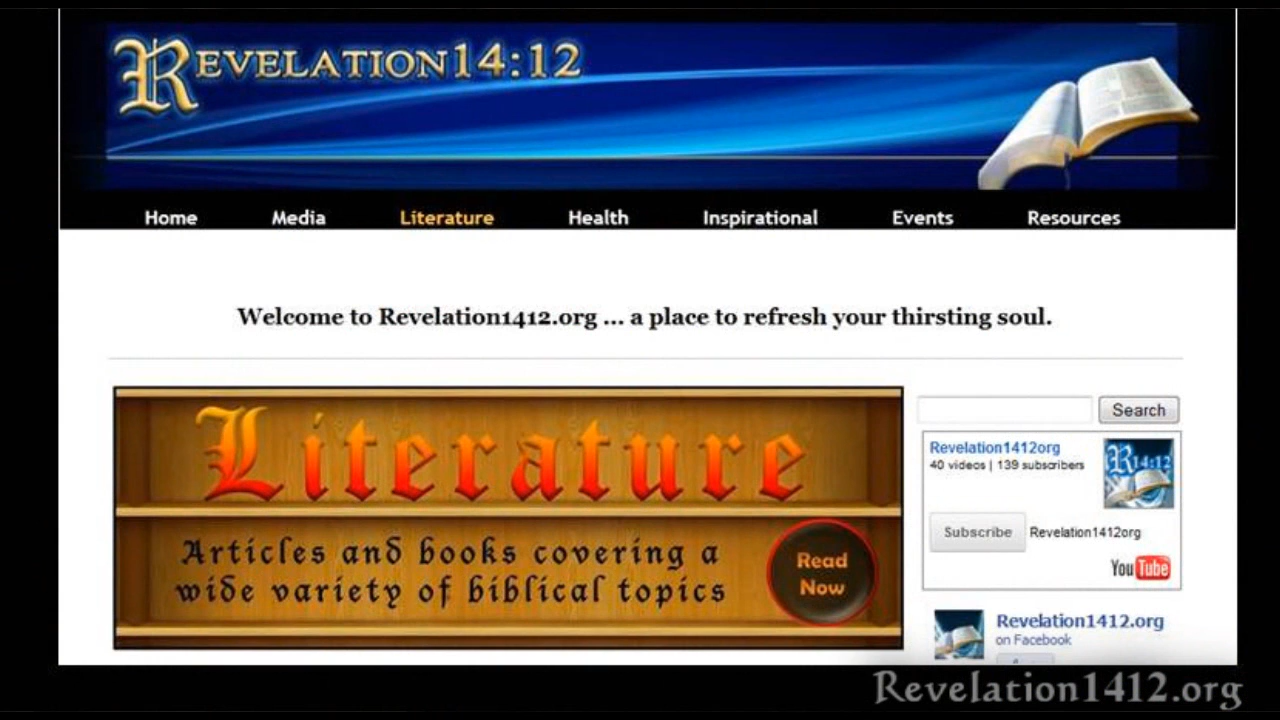 Revelation14:12
Home Media Literature Health Inspirational Events Resources
Welcome to Revelation1412.org ... a place to refresh your thirsting soul.
Literature
Articles and books covering a
wide variety of biblical topics
Read
Now
Search
Revelation1412org
40 videos | 139 subscribers
R14:12
Subscribe Revelation1412org
YouTube
Revelation1412.org
on Facebook
Revelation1412.org